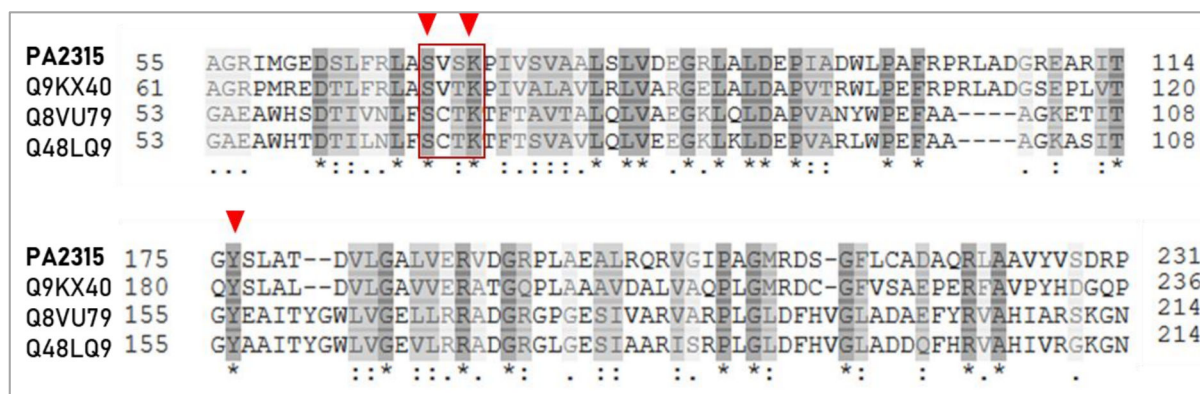 PA2315 55 AGRIMGEDSLFRLASVSKPIVSVAALSLVDEGRLALDEPIADWLPAFRPRLADGREARIT 114
Q9KX40 61 AGRPMREDTLFRLASVTKPIVALAVLRLVARGELALDAPVTRWLPEFRPRLADGSEPLVT 120
Q8VU79 53 GAEAWHSDTIVNLFSCTKTFTAVTALQLVAEGKLQLDAPVANYWPEFAA----AGKETIT 108
Q48LQ9 53 GAEAWHTDTILNLFSCTKTFTSVAVLQLVEEGKLKLDEPVARLWPEFAA----AGKASIT 108
... *::.. * * :* :.:::.* ** .*.* ** *:: * * . : :*
PA2315 175 GYSLAT--DVLGALVERVDGRPLAEALRQRVGIPAGMRDS-GFLCADAQRLAAVYVSDRP 231
Q9KX40 180 QYSLAL--DVLGAVVERATGQPLAAAVDALVAQPLGMRDC-GFVSAEPERFAVPYHDGQP 236
Q8VU79 155 GYEAITYGWLVGELLRRADGRGPGESIVARVARPLGLDFHVGLADAEFYRVAHIARSKGN 214
Q48LQ9 155 GYAAITYGWLVGEVLRRADGRGLGESIAARISRPLGLDFHVGLADDQFHRVAHIVRGKGN 214
* ::* ::.*. *: . :: :. * *: *: : *.* .